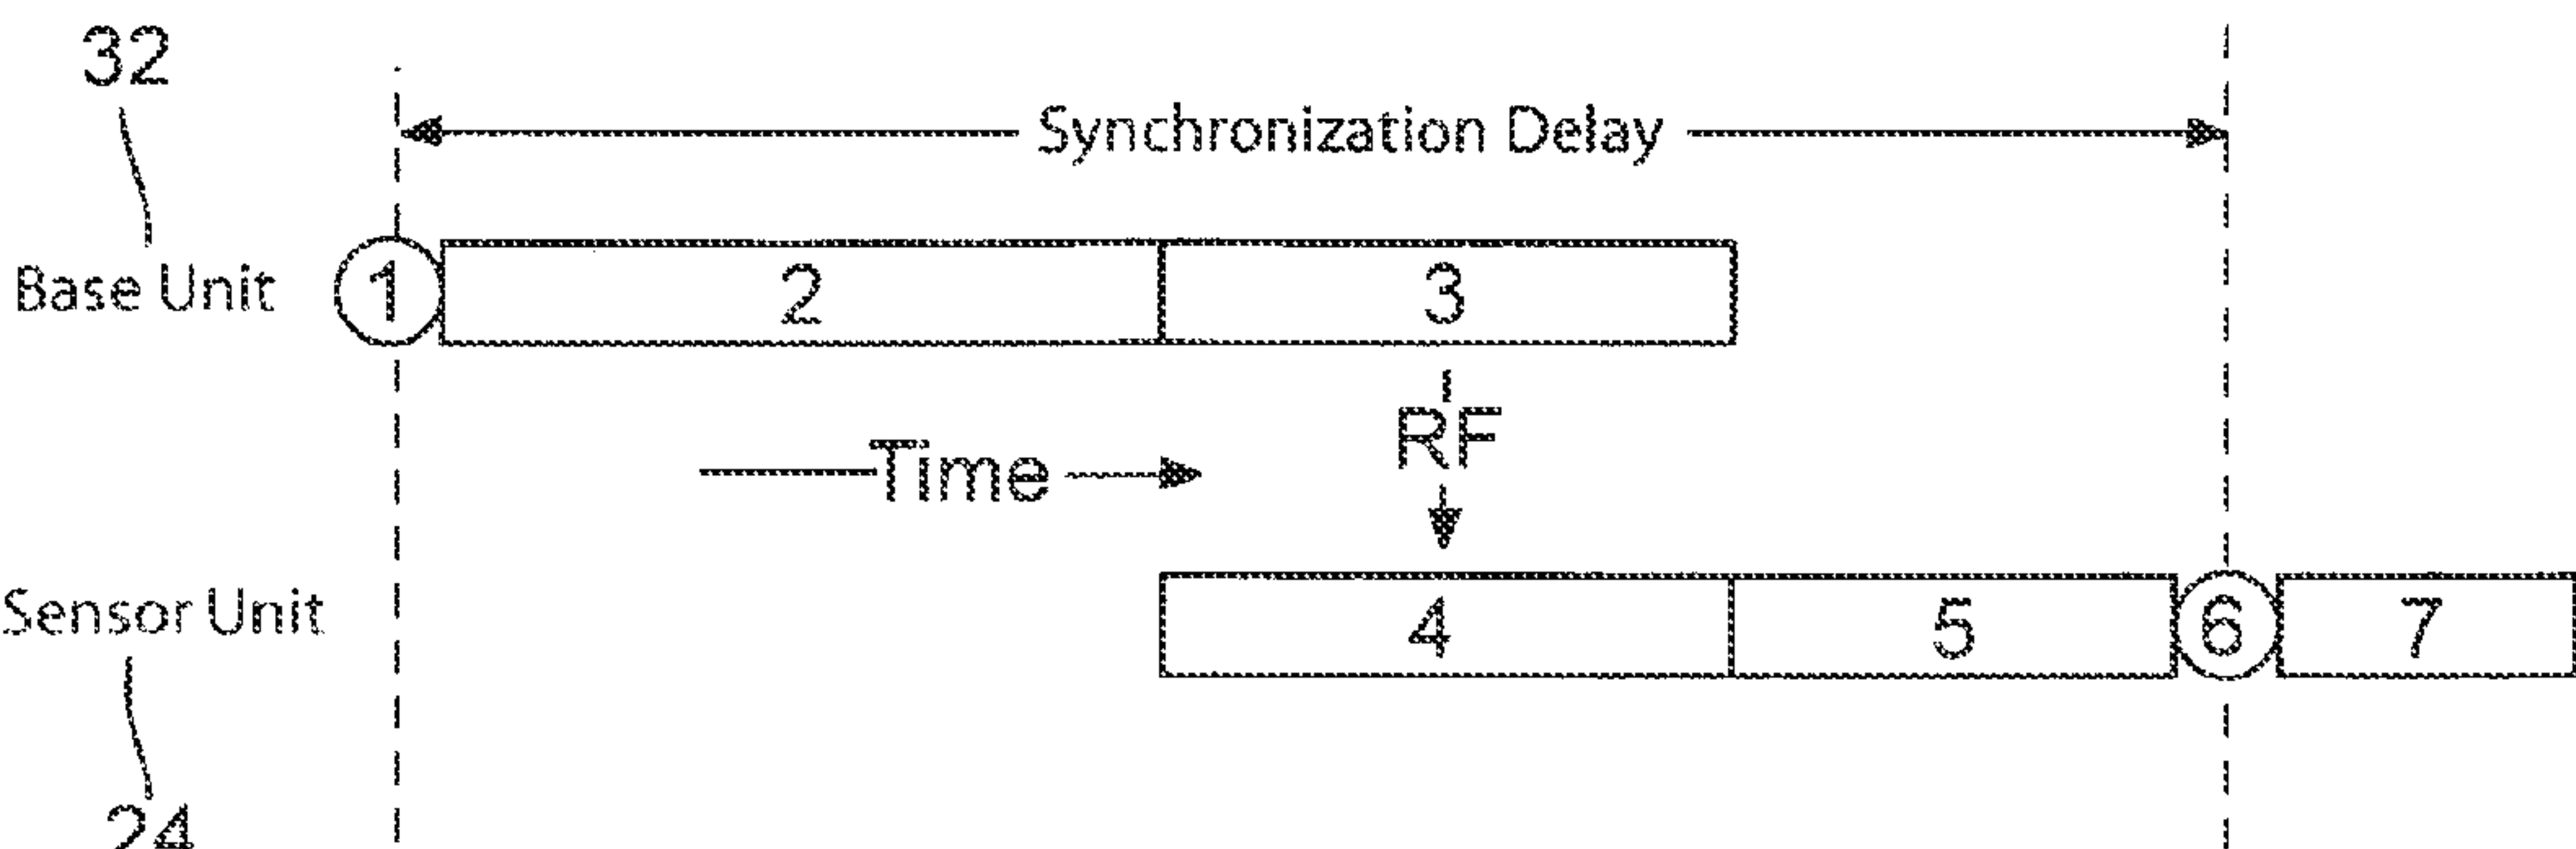 32
Synchronization Delay
Base Unit 1 2 3
RF
Time
Sensor Unit 4 5 6 7
24